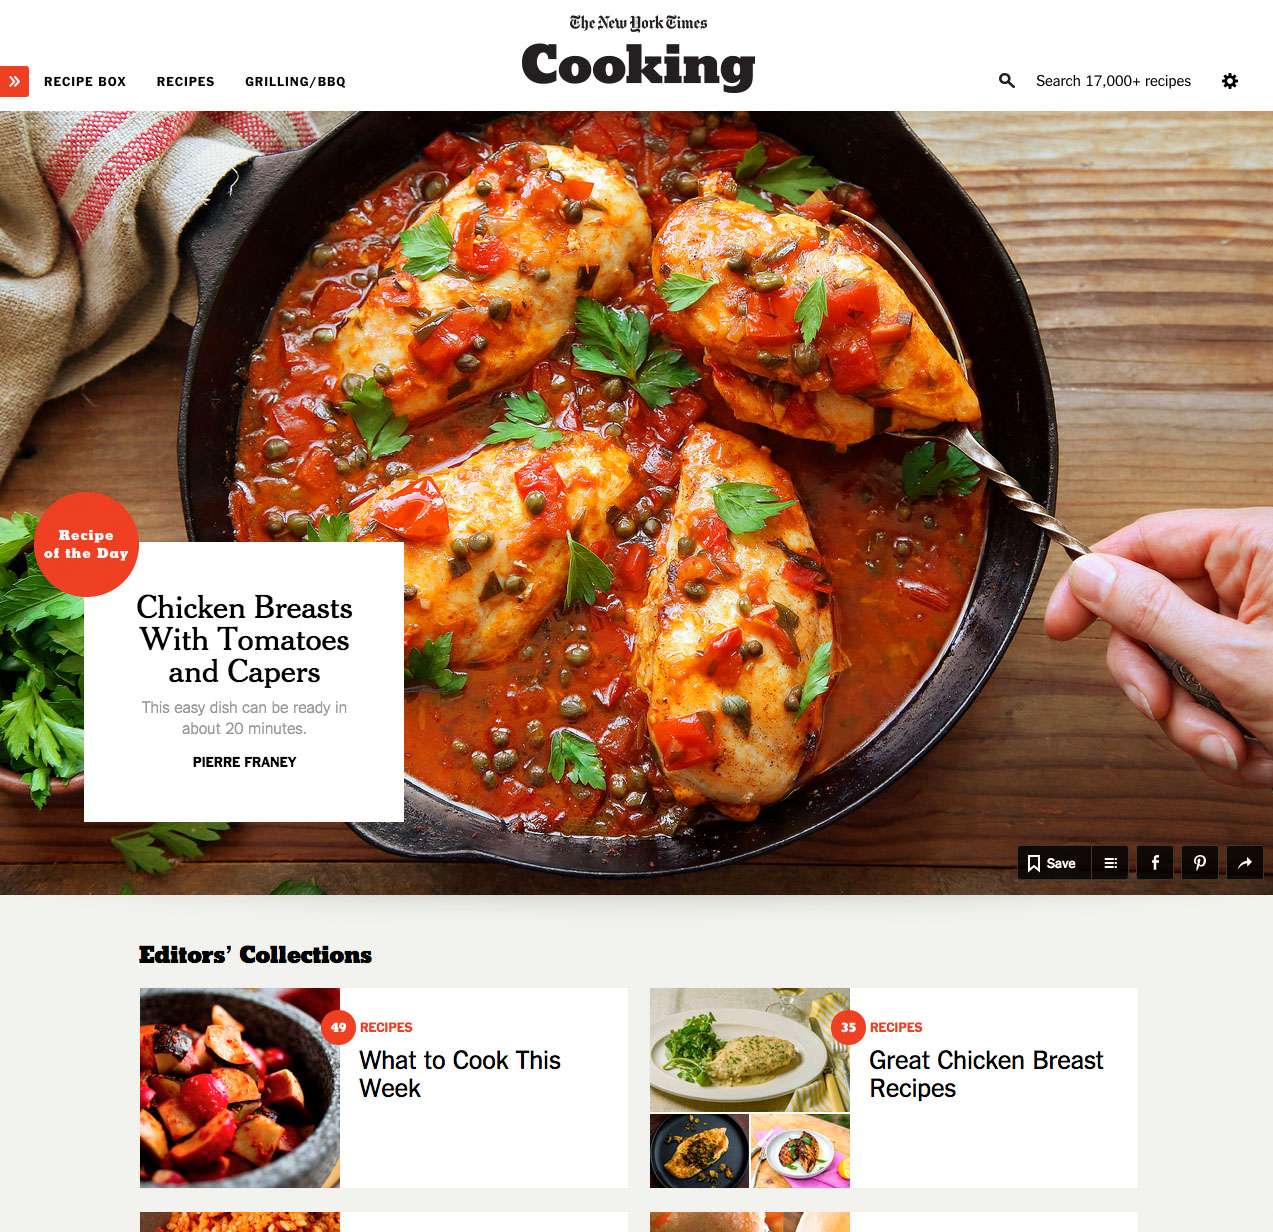 The New York Times
Cooking
RECIPE BOX
RECIPES
GRILLING/BBQ
Search 17,000+ recipes
Recipe
of the Day
Chicken Breasts
With Tomatoes
and Capers
This easy dish can be ready in
about 20 minutes.
PIERRE FRANEY
Save
Editors’ Collections
49 RECIPES
What to Cook This
Week
35 RECIPES
Great Chicken Breast
Recipes